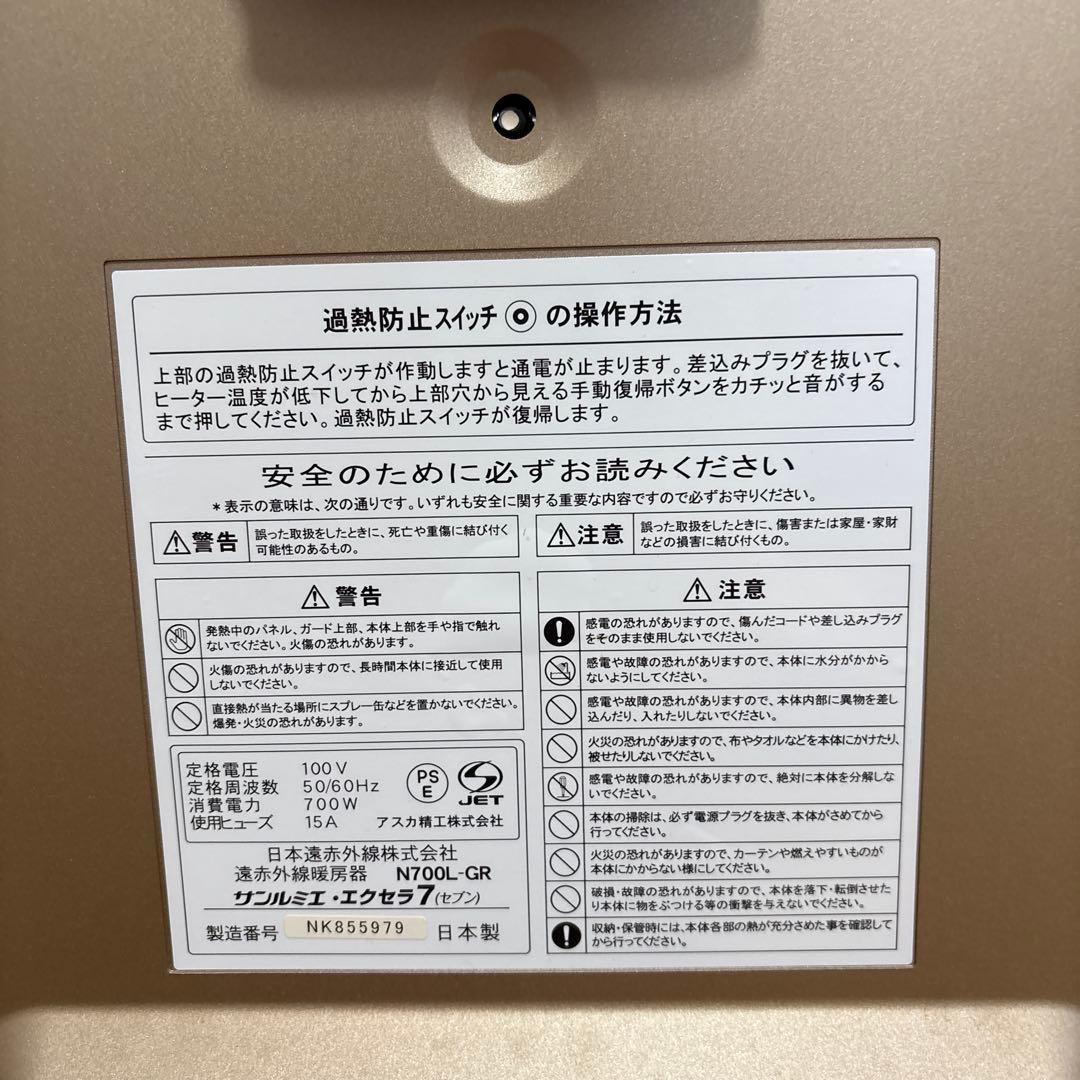 過熱防止スイッチ◎の操作方法
上部の過熱防止スイッチが作動しますと通電が止まります。差込みプラグを抜いて、
ヒーター温度が低下してから上部穴から見える手動復帰ボタンをカチッと音がする
まで押してください。過熱防止スイッチが復帰します。
安全のために必ずお読みください
*表示の意味は、次の通りです。いずれも安全に関する重要な内容ですので必ずお守りください。
⚠警告
誤った取扱をしたときに、死亡や重傷に結び付く
可能性のあるもの。
⚠注意
誤った取扱をしたときに、傷害または家屋・家財
などの損害に結び付くもの。
⚠ 警告
発熱中のパネル、ガード上部、本体上部を手や指で触れ
ないでください。火傷の恐れがあります。
火傷の恐れがありますので、長時間本体に接近して使用
しないでください。
直接熱が当たる場所にスプレー缶などを置かないでください。
爆発・火災の恐れがあります。
定格電圧 100V
定格周波数 50/60Hz
消費電力 700W
使用ヒューズ 15A
PS
E
JET
アスカ精工株式会社
日本遠赤外線株式会社
遠赤外線暖房器 N700L-GR
サンルミエ・エクセラ7(セブン)
製造番号 NK855979 日本製
⚠ 注意
感電の恐れがありますので、傷んだコードや差し込みプラグ
をそのまま使用しないでください。
感電や故障の恐れがありますので、本体に水分がかから
ないようにしてください。
感電や故障の恐れがありますので、本体内部に異物を差し
込んだり、入れたりしないでください。
火災の恐れがありますので、布やタオルなどを本体にかけたり、
被せたりしないでください。
感電や故障の恐れがありますので、絶対に本体を分解しな
いでください。
本体の掃除は、必ず電源プラグを抜き、本体がさめてから
行ってください。
火災の恐れがありますので、カーテンや燃えやすいものが
本体にかからない様にしてください。
破損・故障の恐れがありますので、本体を落下・転倒させた
り本体に物をぶつける等の衝撃を与えないでください。
収納・保管時には、本体各部の熱が充分さめた事を確認して
から行ってください。